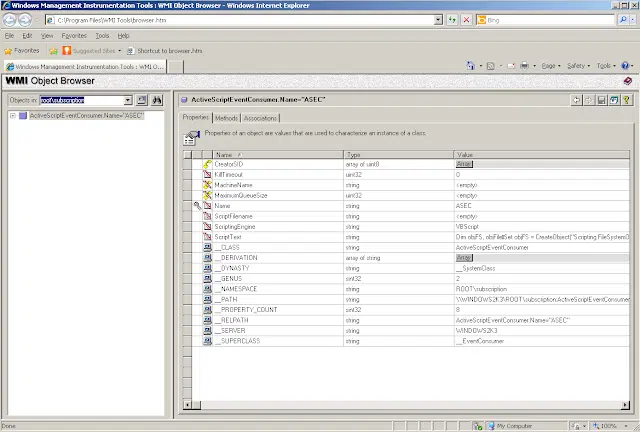 Windows Management Instrumentation Tools : WMI Object Browser - Windows Internet Explorer
C:\Program Files\WMI Tools\browser.htm
Bing
File Edit View Favorites Tools Help
Favorites Suggested Sites Shortcut to browser.htm
Windows Management Instrumentation Tools : WMI O...
Page Safety Tools
WMI Object Browser
Objects in: root\subscription
ActiveScriptEventConsumer.Name="ASEC"
ActiveScriptEventConsumer.Name="ASEC"
Properties Methods Associations
Properties of an object are values that are used to characterize an instance of a class.
Name Type Value
CreatorSID array of uint8 Array
KillTimeout uint32 0
MachineName string <empty>
MaximumQueueSize uint32 <empty>
Name string ASEC
ScriptFilename string <empty>
ScriptingEngine string VBScript
ScriptText string Dim objFS, objFile|Set objFS = CreateObject("Scripting.FileSystemO
__CLASS string ActiveScriptEventConsumer
__DERIVATION array of string Array
__DYNASTY string __SystemClass
__GENUS sint32 2
__NAMESPACE string ROOT\subscription
__PATH string \\WINDOWS2K3\ROOT\subscription:ActiveScriptEventConsumer
__PROPERTY_COUNT sint32 8
__RELPATH string ActiveScriptEventConsumer.Name="ASEC"
__SERVER string WINDOWS2K3
__SUPERCLASS string __EventConsumer
Done My Computer 100%